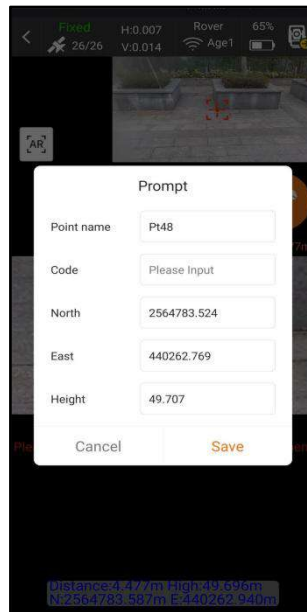 Fixed H:0.007 Rover 65%
26/26 V:0.014 Age1
AR
Prompt
Point name Pt48
Code Please Input
North 2564783.524
East 440262.769
Height 49.707
Cancel Save
Distance:4.477m High:49.696m
N:2564783.587m E:440262.940m